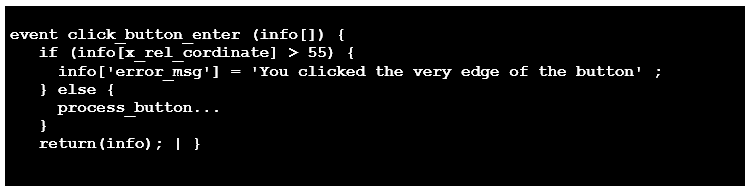 event click_button_enter (info[]) {
if (info[x_rel_cordinate] > 55) {
info['error_msg'] = 'You clicked the very edge of the button' ;
} else {
process_button...
}
return(info); | }